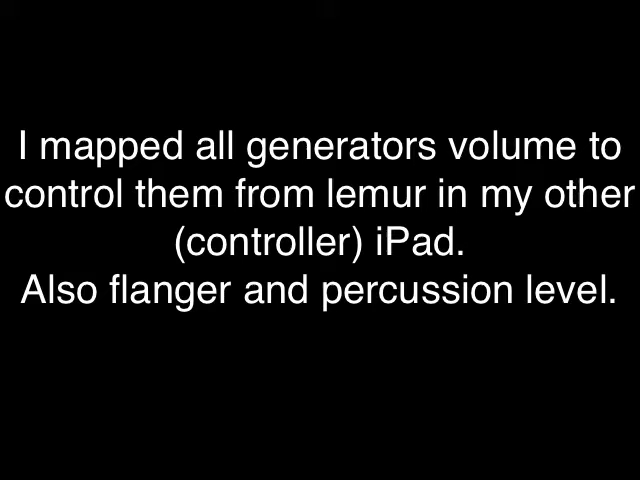 I mapped all generators volume to
control them from lemur in my other
(controller) iPad.
Also flanger and percussion level.